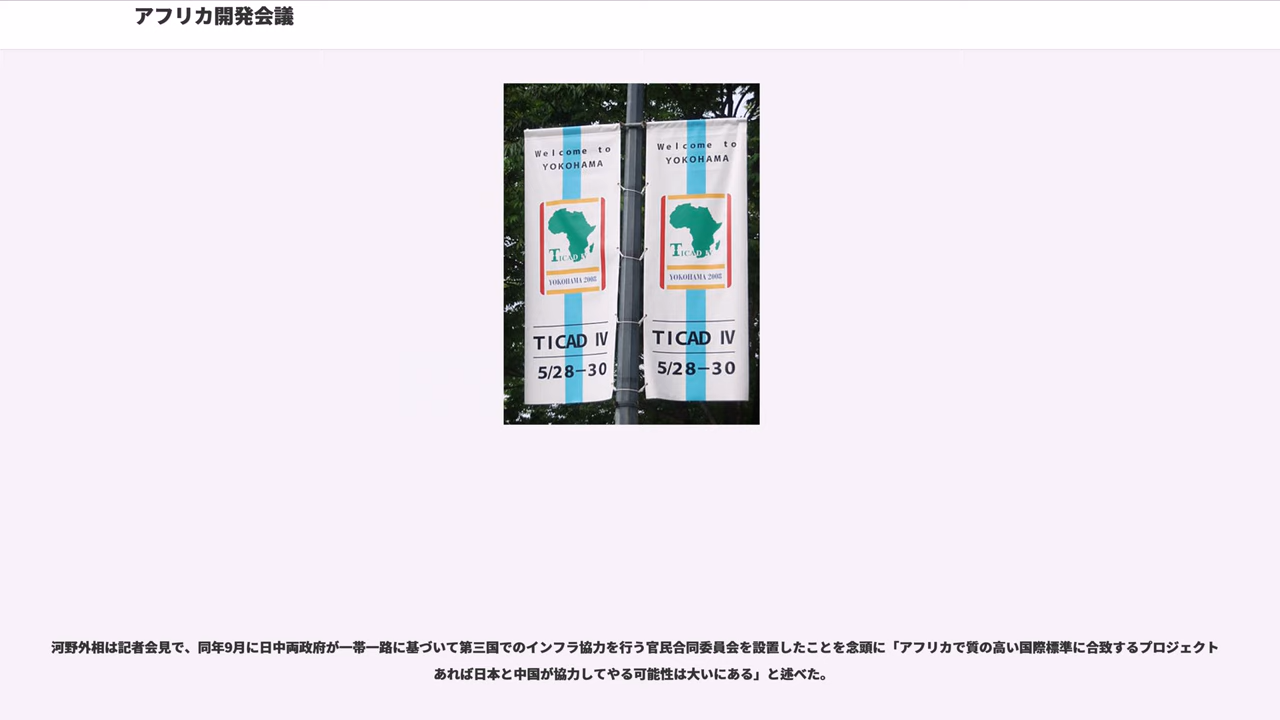 アフリカ開発会議
Welcome to
YOKOHAMA
TICAD IV
YOKOHAMA 2008
TICAD IV
5/28−30
Welcome to
YOKOHAMA
TICAD IV
YOKOHAMA 2008
TICAD IV
5/28−30
河野外相は記者会見で、同年9月に日中両政府が一帯一路に基づいて第三国でのインフラ協力を行う官民合同委員会を設置したことを念頭に「アフリカで質の高い国際標準に合致するプロジェクト
あれば日本と中国が協力してやる可能性は大いにある」と述べた。